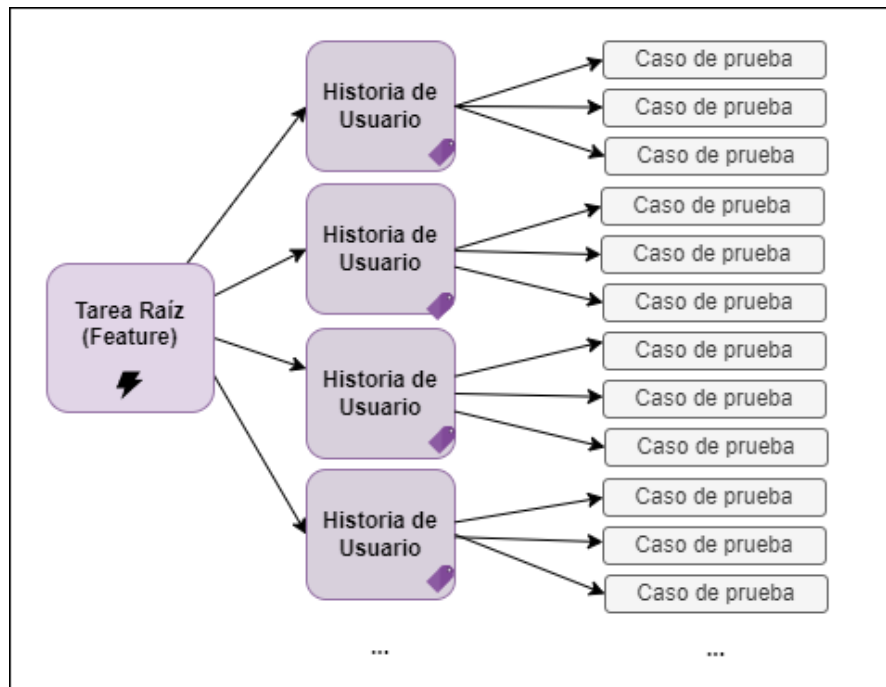 Tarea Raíz
(Feature)
Historia de
Usuario
Caso de prueba
Caso de prueba
Caso de prueba
Historia de
Usuario
Caso de prueba
Caso de prueba
Caso de prueba
Historia de
Usuario
Caso de prueba
Caso de prueba
Caso de prueba
Historia de
Usuario
Caso de prueba
Caso de prueba
Caso de prueba
...
...